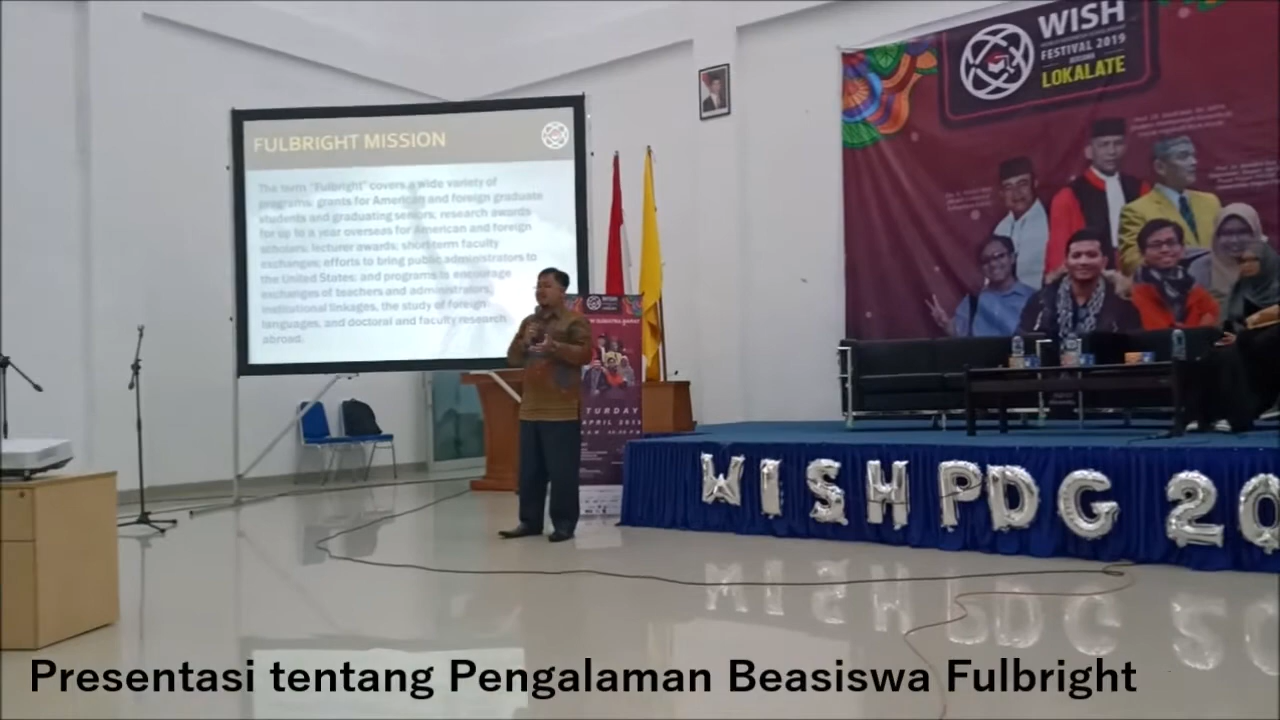 WISH
FESTIVAL 2019
LOKALATE
FULBRIGHT MISSION
The term "Fulbright" covers a wide variety of
programs: grants for American and foreign graduate
students and graduating seniors; research awards
for up to a year overseas for American and foreign
scholars; lecturer awards; short-term faculty
exchanges; efforts to bring public administrators to
the United States; and programs to encourage
exchanges of teachers and administrators,
institutional linkages, the study of foreign
languages, and doctoral and faculty research
abroad.
WISH
TURDAY
APRIL 2019
WISHPDG 20
Presentasi tentang Pengalaman Beasiswa Fulbright